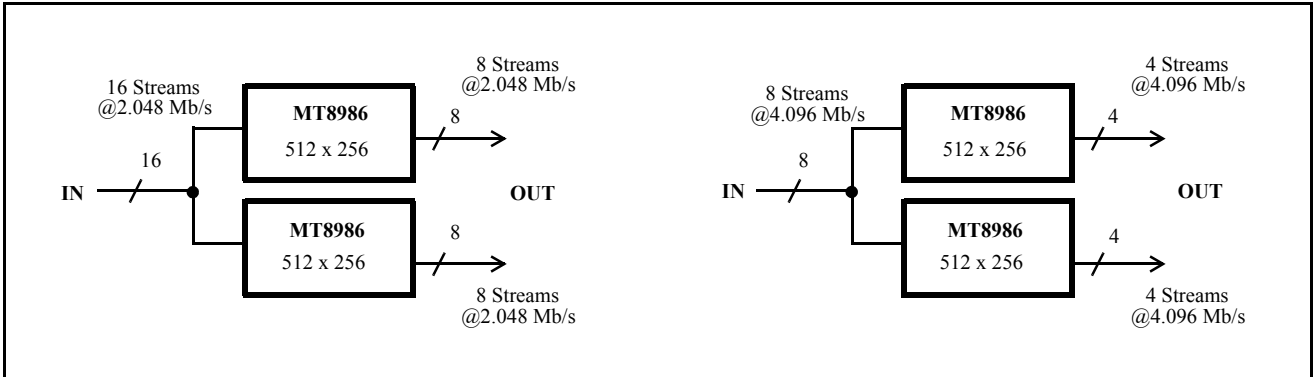 16 Streams
@2.048 Mb/s
16
IN
MT8986
512 x 256
8
8 Streams
@2.048 Mb/s
OUT
MT8986
512 x 256
8
8 Streams
@2.048 Mb/s
8 Streams
@4.096 Mb/s
8
IN
MT8986
512 x 256
4
4 Streams
@4.096 Mb/s
OUT
MT8986
512 x 256
4
4 Streams
@4.096 Mb/s